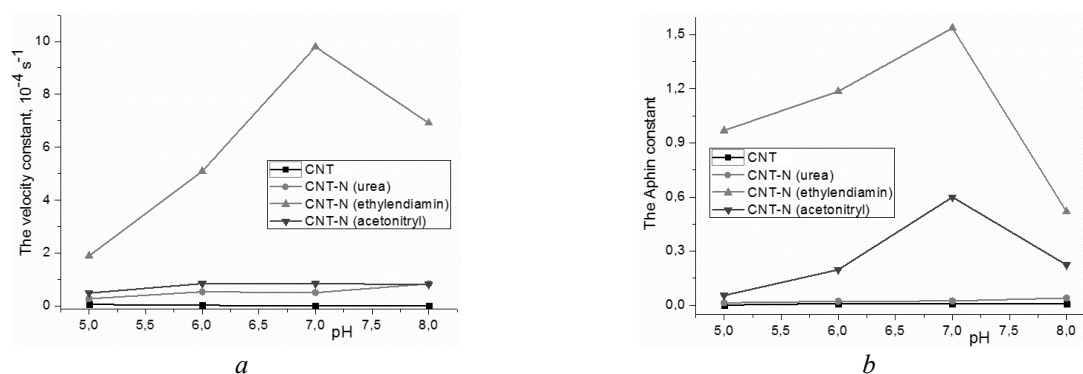 The velocity constant, 10⁻⁴ s⁻¹
10
8
6
4
2
0
CNT
CNT-N (urea)
CNT-N (ethylendiamin)
CNT-N (acetonitryl)
5,0 5,5 6,0 6,5 7,0 7,5 8,0
pH
a
The Aphin constant
1,5
1,2
0,9
0,6
0,3
0,0
CNT
CNT-N (urea)
CNT-N (ethylendiamin)
CNT-N (acetonitryl)
5,0 5,5 6,0 6,5 7,0 7,5 8,0
pH
b